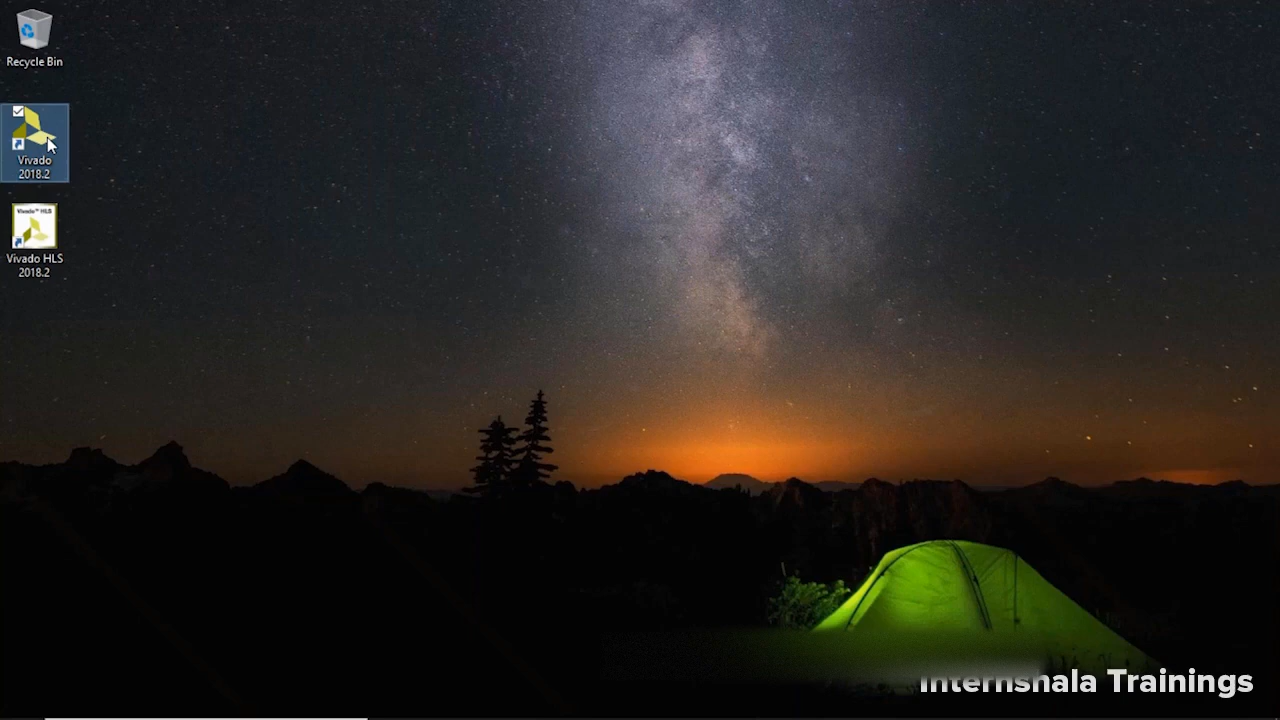 Recycle Bin
Vivado
2018.2
Vivado™ HLS
Vivado HLS
2018.2
Internshala Trainings